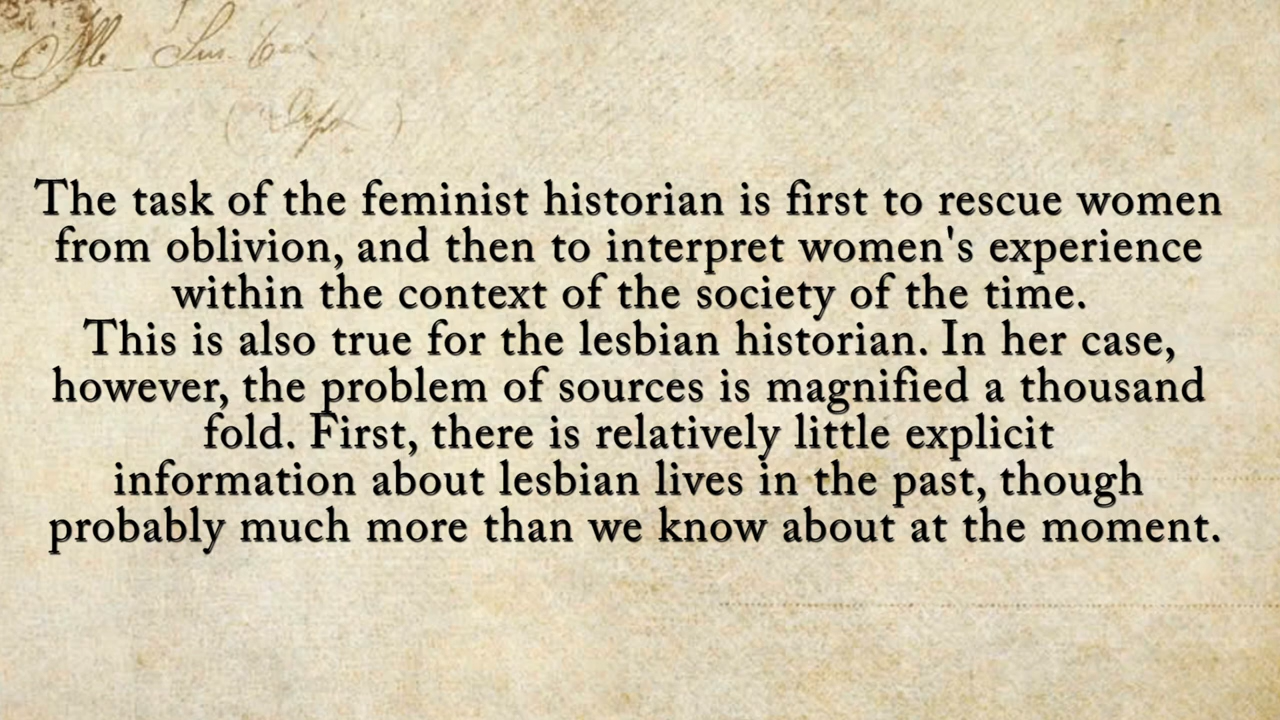 The task of the feminist historian is first to rescue women
from oblivion, and then to interpret women's experience
within the context of the society of the time.
This is also true for the lesbian historian. In her case,
however, the problem of sources is magnified a thousand
fold. First, there is relatively little explicit
information about lesbian lives in the past, though
probably much more than we know about at the moment.